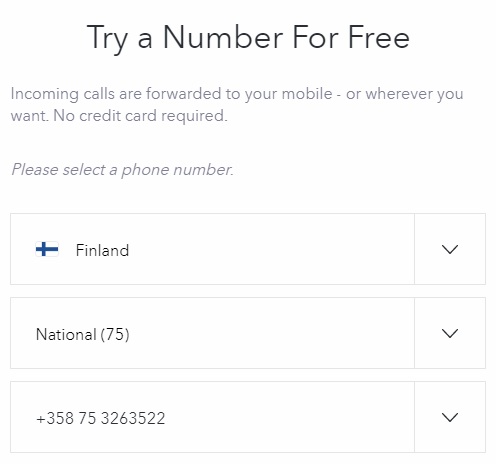 Try a Number For Free
Incoming calls are forwarded to your mobile - or wherever you
want. No credit card required.
Please select a phone number.
Finland
National (75)
+358 75 3263522